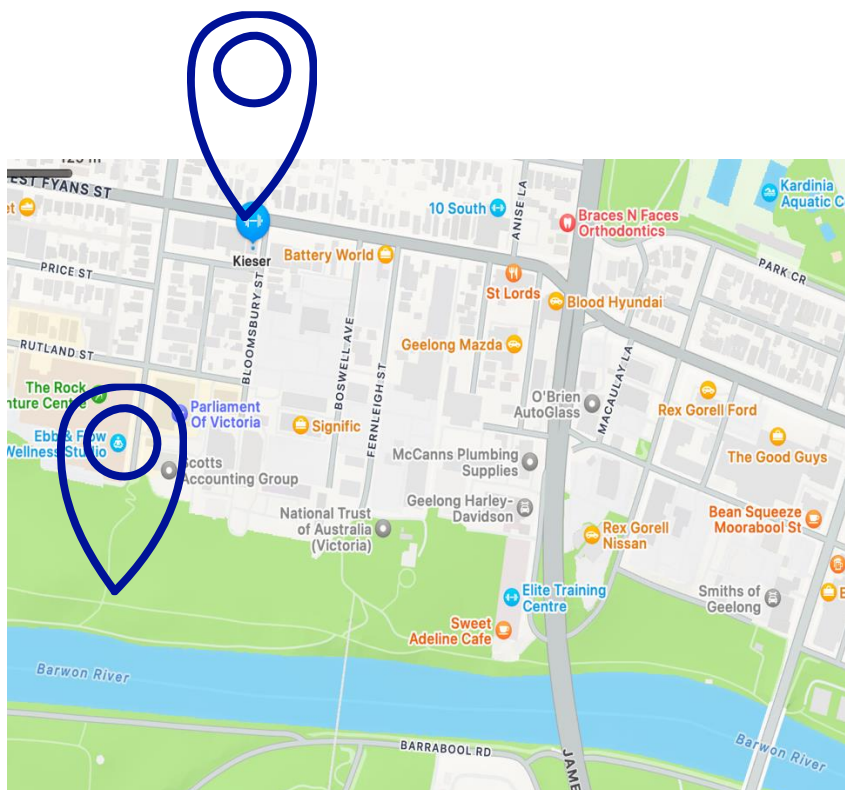 EST FYANS ST
Kardinia
Aquatic C
10 South
ANISE LA
Braces N Faces
Orthodontics
et
Kieser
Battery World
PRICE ST
PARK CR
St Lords
Blood Hyundai
BLOOMSBURY ST
BOSWELL AVE
FERNLEIGH ST
Geelong Mazda
MACAULAY LA
RUTLAND ST
The Rock
nture Centre
O'Brien
AutoGlass
Rex Gorell Ford
Parliament
Of Victoria
Signific
Ebb & Flow
Wellness Studio
The Good Guys
McCanns Plumbing
Supplies
Scotts
Accounting Group
Geelong Harley-
Davidson
Bean Squeeze
Moorabool St
National Trust
of Australia
(Victoria)
Rex Gorell
Nissan
Elite Training
Centre
Smiths of
Geelong
E
Sweet
Adeline Cafe
Barwon River
BARRABOOL RD
JAME
Barwon River